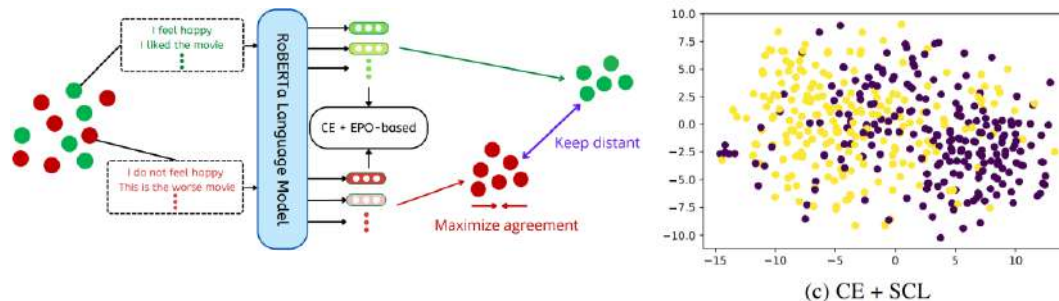 I feel happy
I liked the movie
I do not feel happy
This is the worse movie
RoBERTa Language Model
CE + EPO-based
Keep distant
Maximize agreement
10.0
7.5
5.0
2.5
0.0
−2.5
−5.0
−7.5
−10.0
−15
−10
−5
0
5
10
(c) CE + SCL